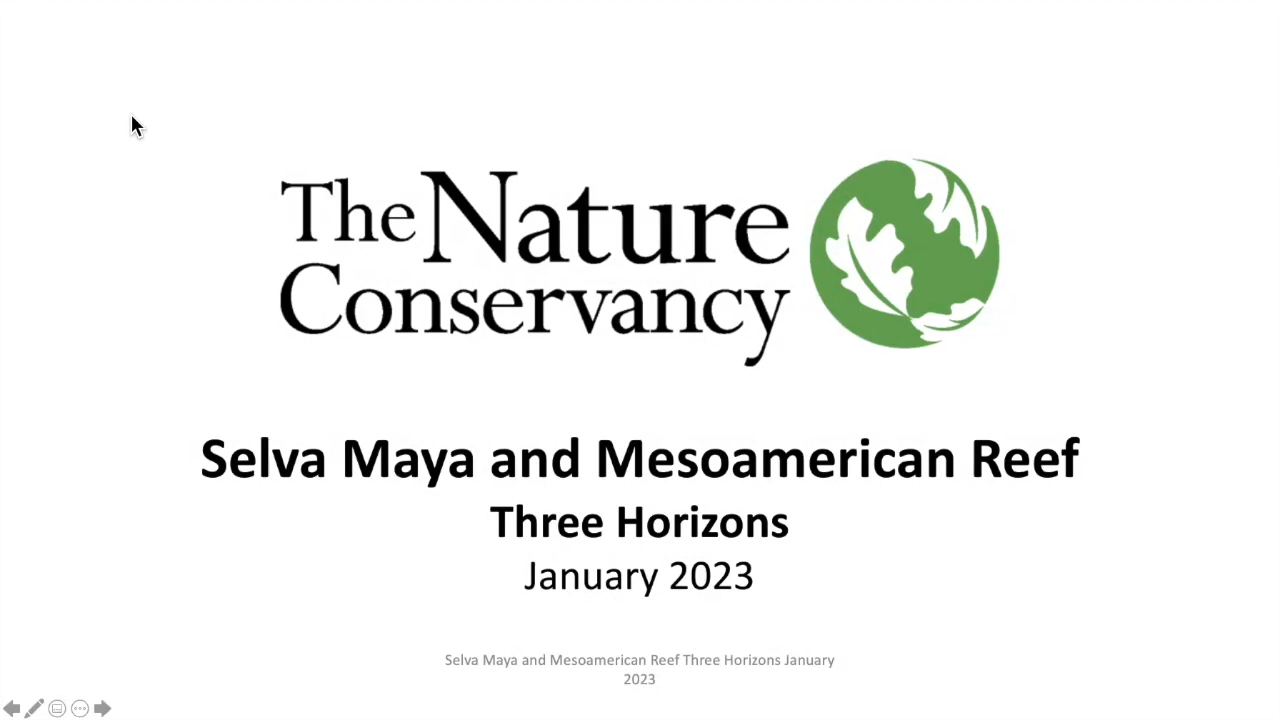 The Nature
Conservancy
Selva Maya and Mesoamerican Reef
Three Horizons
January 2023
Selva Maya and Mesoamerican Reef Three Horizons January
2023